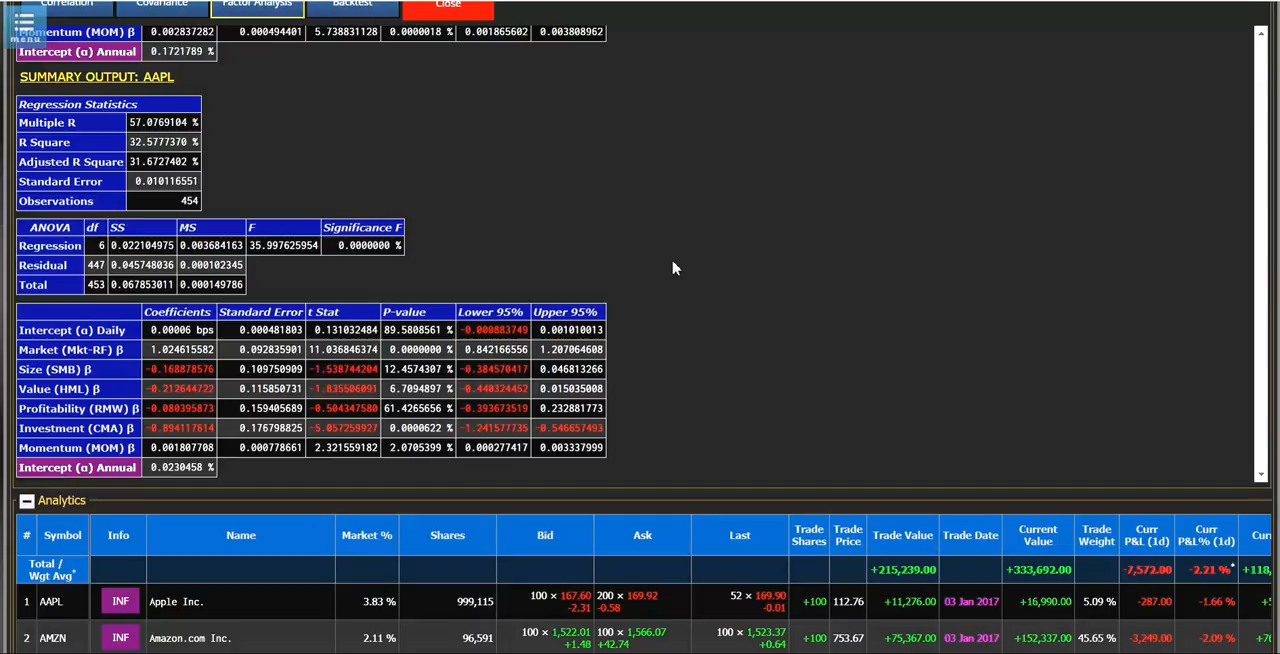 Correlation Covariance Factor Analysis Backtest Close
menu
Momentum (MOM) β 0.002837282 0.000494401 5.738831128 0.0000018 % 0.001865602 0.003808962
Intercept (α) Annual 0.1721789 %
SUMMARY OUTPUT: AAPL
Regression Statistics
Multiple R 57.0769104 %
R Square 32.5777370 %
Adjusted R Square 31.6727402 %
Standard Error 0.010116551
Observations 454
ANOVA df SS MS F Significance F
Regression 6 0.022104975 0.003684163 35.997625954 0.0000000 %
Residual 447 0.045748036 0.000102345
Total 453 0.067853011 0.000149786
Coefficients Standard Error t Stat P-value Lower 95% Upper 95%
Intercept (α) Daily 0.00006 bps 0.000481803 0.131032484 89.5808561 % -0.000883749 0.001010013
Market (Mkt-RF) β 1.024615582 0.092835901 11.036846374 0.0000000 % 0.842166556 1.207064608
Size (SMB) β -0.168878576 0.109750909 -1.538744204 12.4574307 % -0.384570417 0.046813266
Value (HML) β -0.212644722 0.115850731 -1.835506091 6.7094897 % -0.440324452 0.015035008
Profitability (RMW) β -0.080395873 0.159405689 -0.504347580 61.4265656 % -0.393673519 0.232881773
Investment (CMA) β -0.894117614 0.176798825 -5.057259927 0.0000622 % -1.241577735 -0.546657493
Momentum (MOM) β 0.001807708 0.000778661 2.321559182 2.0705399 % 0.000277417 0.003337999
Intercept (α) Annual 0.0230458 %
Analytics
# Symbol Info Name Market % Shares Bid Ask Last Trade Shares Trade Price Trade Value Trade Date Current Value Trade Weight Curr P&L (1d) Curr P&L% (1d)
Total / Wgt Avg* +215,239.00 +333,692.00 -7,572.00 -2.21 %*
1 AAPL INF Apple Inc. 3.83 % 999,115 100 × 167.60 200 × 169.92 52 × 169.90 +100 112.76 +11,276.00 03 Jan 2017 +16,990.00 5.09 % -287.00 -1.66 %
-2.31 -0.58 -0.01
2 AMZN INF Amazon.com Inc. 2.11 % 96,591 100 × 1,522.01 100 × 1,566.07 100 × 1,523.37 +100 753.67 +75,367.00 03 Jan 2017 +152,337.00 45.65 % -3,249.00 -2.09 %
+1.48 +42.74 +0.64